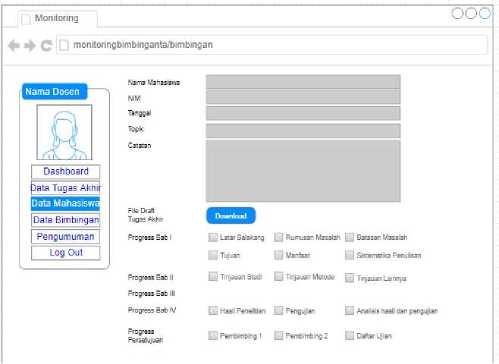 Monitoring
monitoringbimbinganta/bimbingan
Nama Dosen
Dashboard
Data Tugas Akhir
Data Mahasiswa
Data Bimbingan
Pengumuman
Log Out
Nama Mahasiswa
NIM
Tanggal
Topik
Catatan
File Draft
Tugas Akhir
Download
Progress Bab I
Latar Belakang Rumusan Masalah Batasan Masalah
Tujuan Manfaat Sistematika Penulisan
Progress Bab II
Tinjauan Studi Tinjauan Metode Tinjauan Lainnya
Progress Bab III
Progress Bab IV
Hasil Penelitian Pengujian Analisis hasil dan pengujian
Progress
Persetujuan
Pembimbing 1 Pembimbing 2 Daftar Ujian